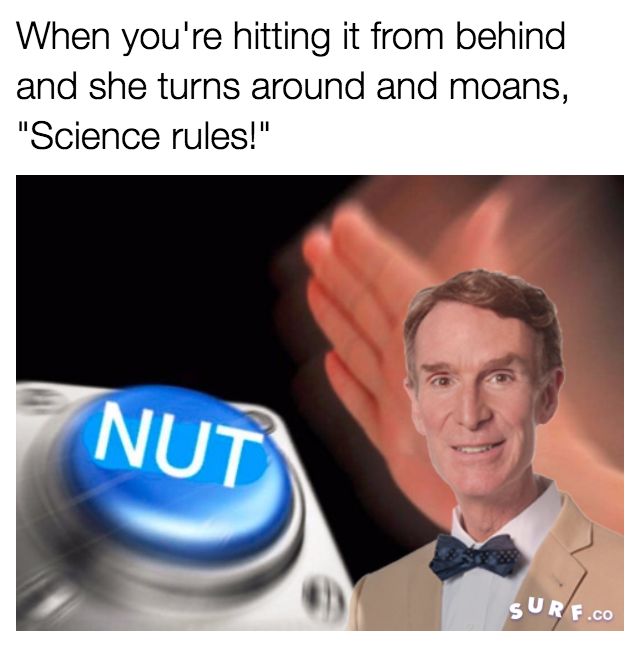 When you're hitting it from behind
and she turns around and moans,
"Science rules!"
NUT
SURF.co